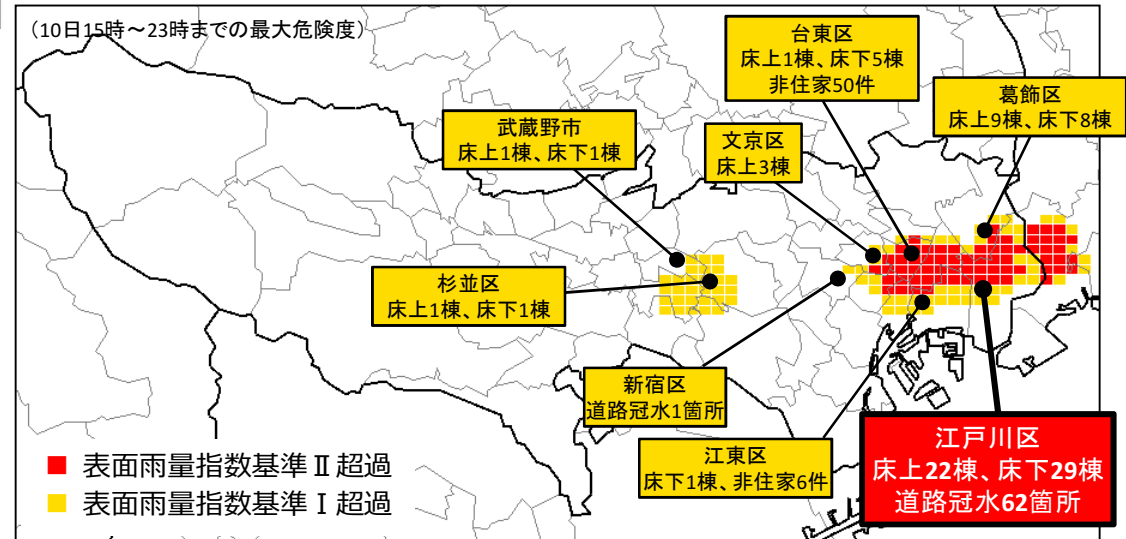 （10日15時～23時までの最大危険度）
台東区
床上1棟、床下5棟
非住家50件
葛飾区
床上9棟、床下8棟
武蔵野市
床上1棟、床下1棟
文京区
床上3棟
杉並区
床上1棟、床下1棟
新宿区
道路冠水1箇所
江東区
床下1棟、非住家6件
江戸川区
床上22棟、床下29棟
道路冠水62箇所
表面雨量指数基準Ⅱ超過
表面雨量指数基準Ⅰ超過